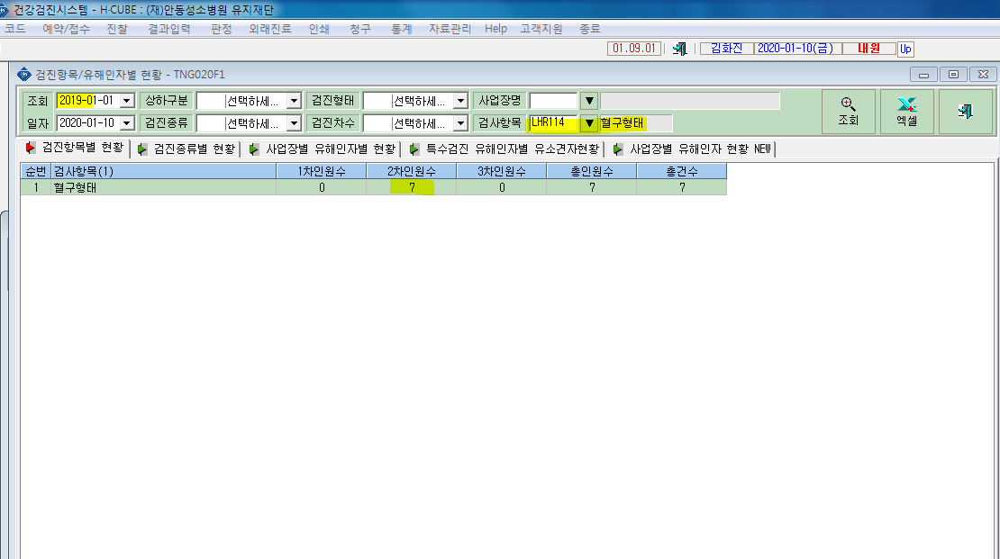 건강검진시스템 - H-CUBE : (재)안동성소병원 유지재단
코드 예약/접수 진찰 결과입력 판정 외래진료 인쇄 청구 통계 자료관리 Help 고객지원 종료
01.09.01 김화진 2020-01-10(금) 내원 Up
검진항목/유해인자별 현황 - TNG020F1
조회 2019-01-01 상하구분 선택하세... 검진형태 선택하세... 사업장명
일자 2020-01-10 검진종류 선택하세... 검진차수 선택하세... 검사항목 LHR114 혈구형태
조회 엑셀
검진항목별 현황 검진종류별 현황 사업장별 유해인자별 현황 특수검진 유해인자별 유소견자현황 사업장별 유해인자 현황 NEW
순번 검사항목(1) 1차인원수 2차인원수 3차인원수 총인원수 총건수
1 혈구형태 0 7 0 7 7